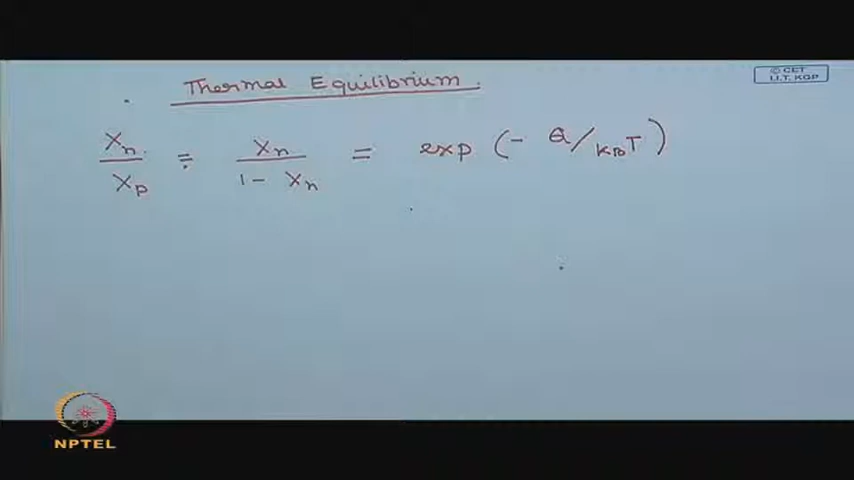 Thermal Equilibrium
© CET
I.I.T. KGP
Xn / Xp = Xn / 1 - Xn = exp (- Q/kBT)
NPTEL